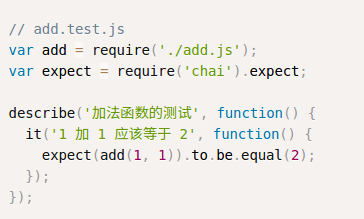 // add.test.js
var add = require('./add.js');
var expect = require('chai').expect;
describe('加法函数的测试', function() {
it('1 加 1 应该等于 2', function() {
expect(add(1, 1)).to.be.equal(2);
});
});